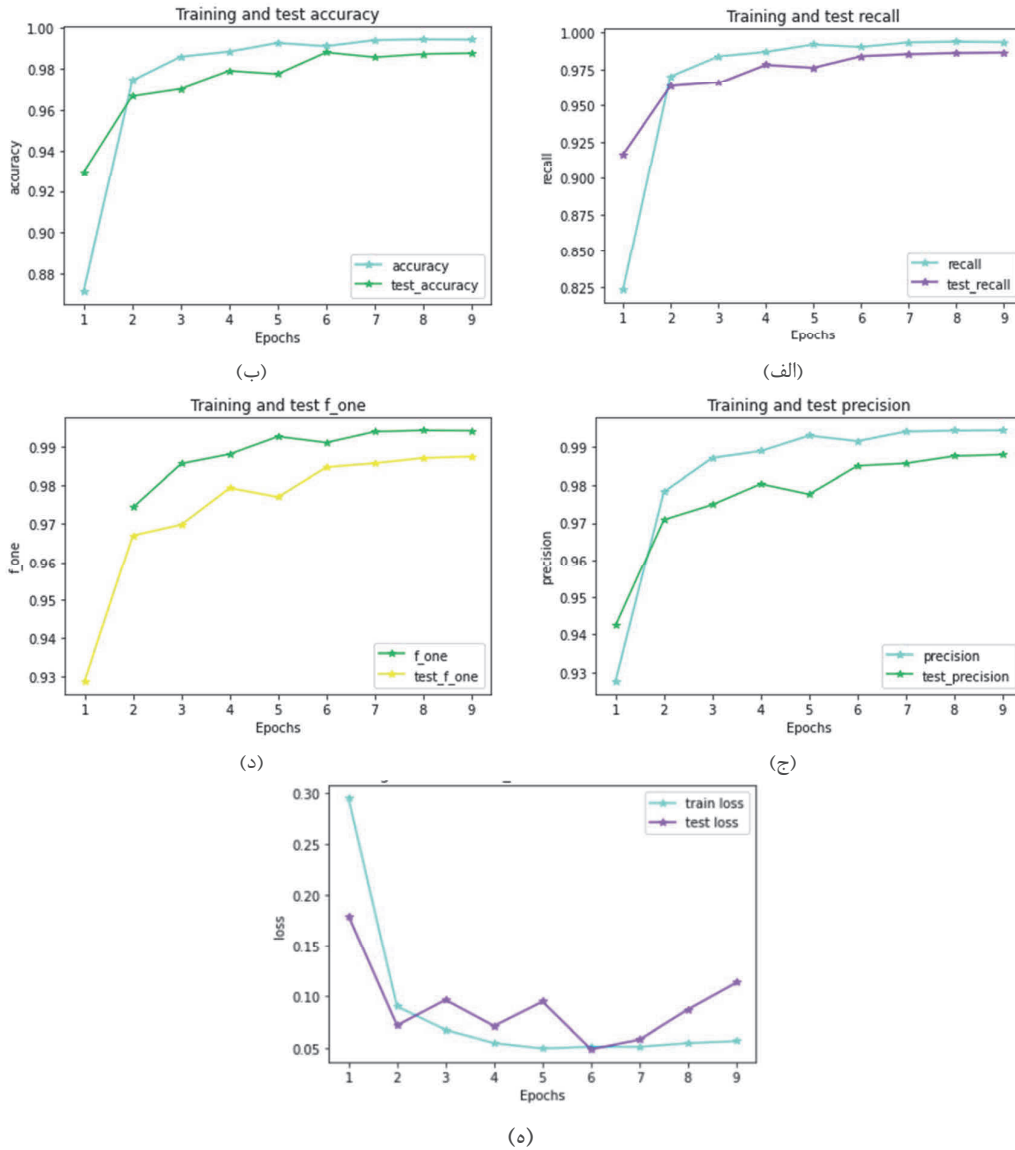 Training and test accuracy
1.00
0.98
0.96
0.94
0.92
0.90
0.88
accuracy
accuracy
test_accuracy
1 2 3 4 5 6 7 8 9
Epochs
(ب)
Training and test recall
1.000
0.975
0.950
0.925
0.900
0.875
0.850
0.825
recall
recall
test_recall
1 2 3 4 5 6 7 8 9
Epochs
(الف)
Training and test f_one
0.99
0.98
0.97
0.96
0.95
0.94
0.93
f_one
f_one
test_f_one
1 2 3 4 5 6 7 8 9
Epochs
(د)
Training and test precision
0.99
0.98
0.97
0.96
0.95
0.94
0.93
precision
precision
test_precision
1 2 3 4 5 6 7 8 9
Epochs
(ج)
0.30
0.25
0.20
0.15
0.10
0.05
loss
train loss
test loss
1 2 3 4 5 6 7 8 9
Epochs
(ه)